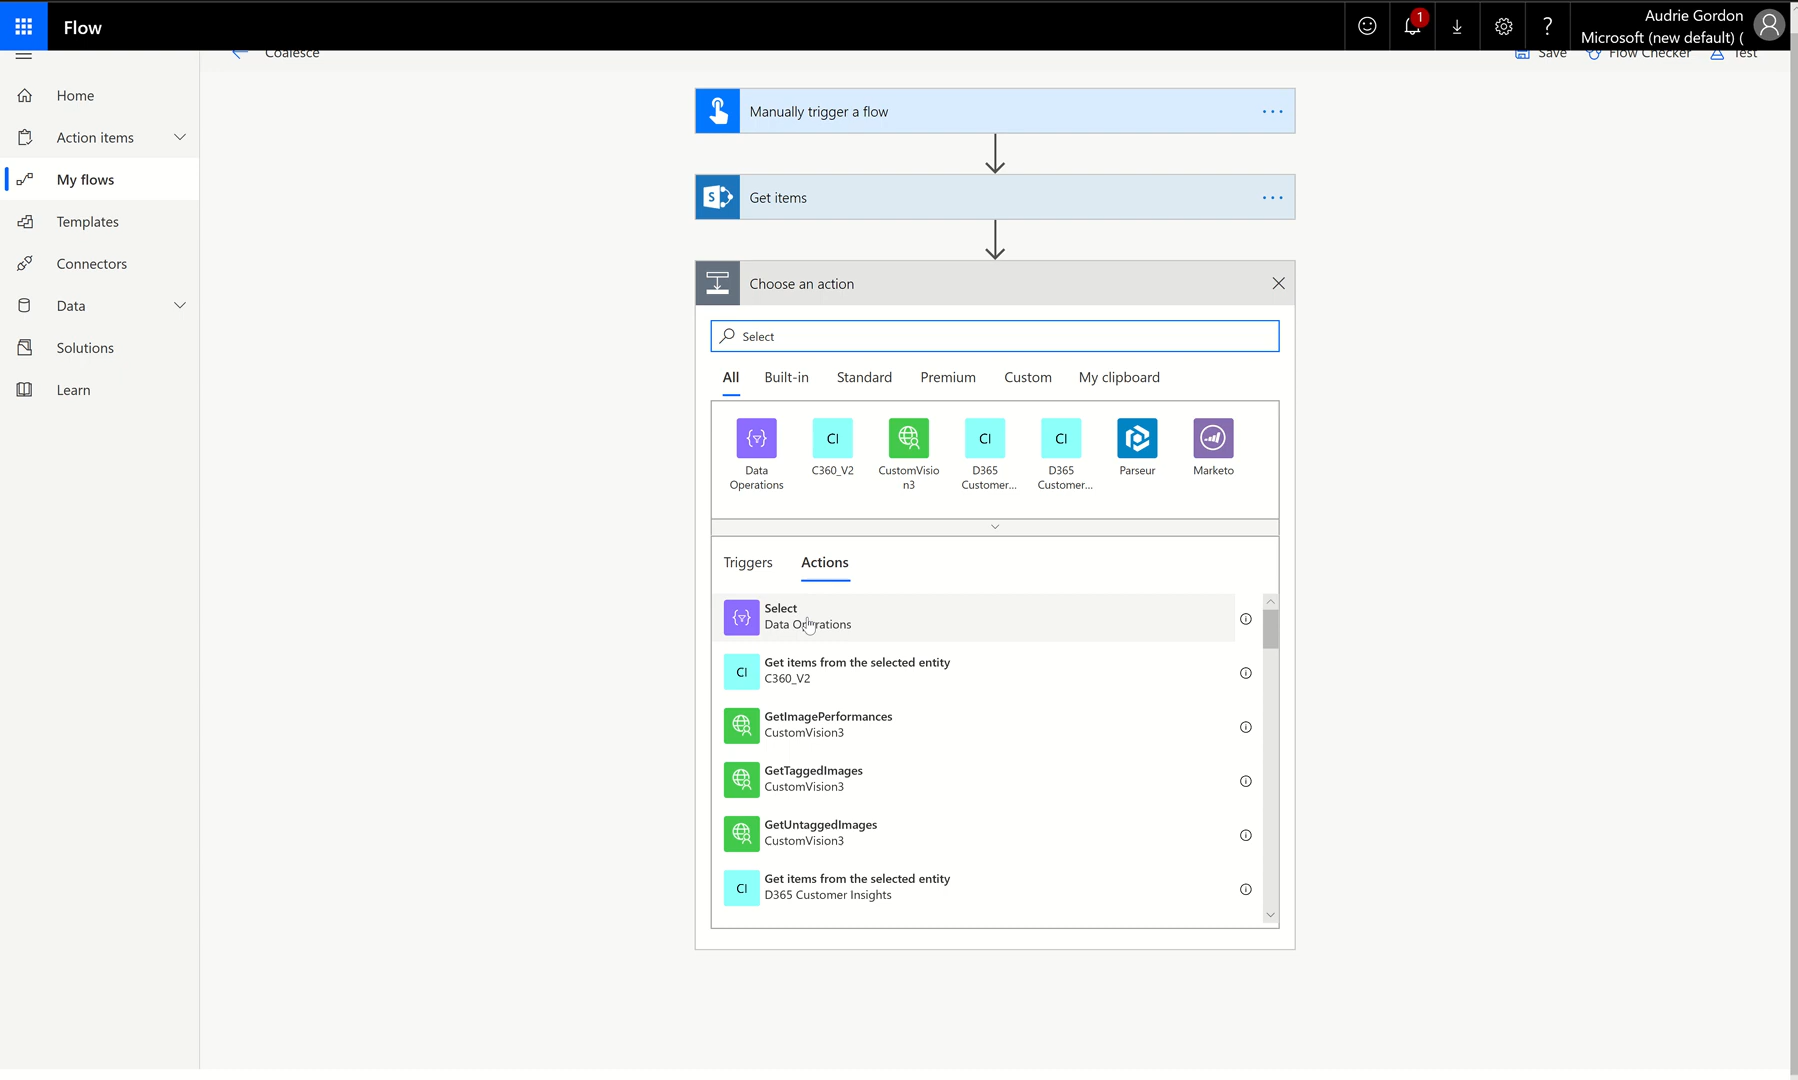 Flow
1
?
Audrie Gordon
Microsoft (new default) (
Coalesce
Save
Flow Checker
Test
Home
Action items
My flows
Templates
Connectors
Data
Solutions
Learn
Manually trigger a flow
Get items
Choose an action
Select
All Built-in Standard Premium Custom My clipboard
Data
Operations
CI
C360_V2
CustomVisio
n3
CI
D365
Customer...
CI
D365
Customer...
Parseur
Marketo
Triggers Actions
Select
Data Operations
CI
Get items from the selected entity
C360_V2
GetImagePerformances
CustomVision3
GetTaggedImages
CustomVision3
GetUntaggedImages
CustomVision3
CI
Get items from the selected entity
D365 Customer Insights